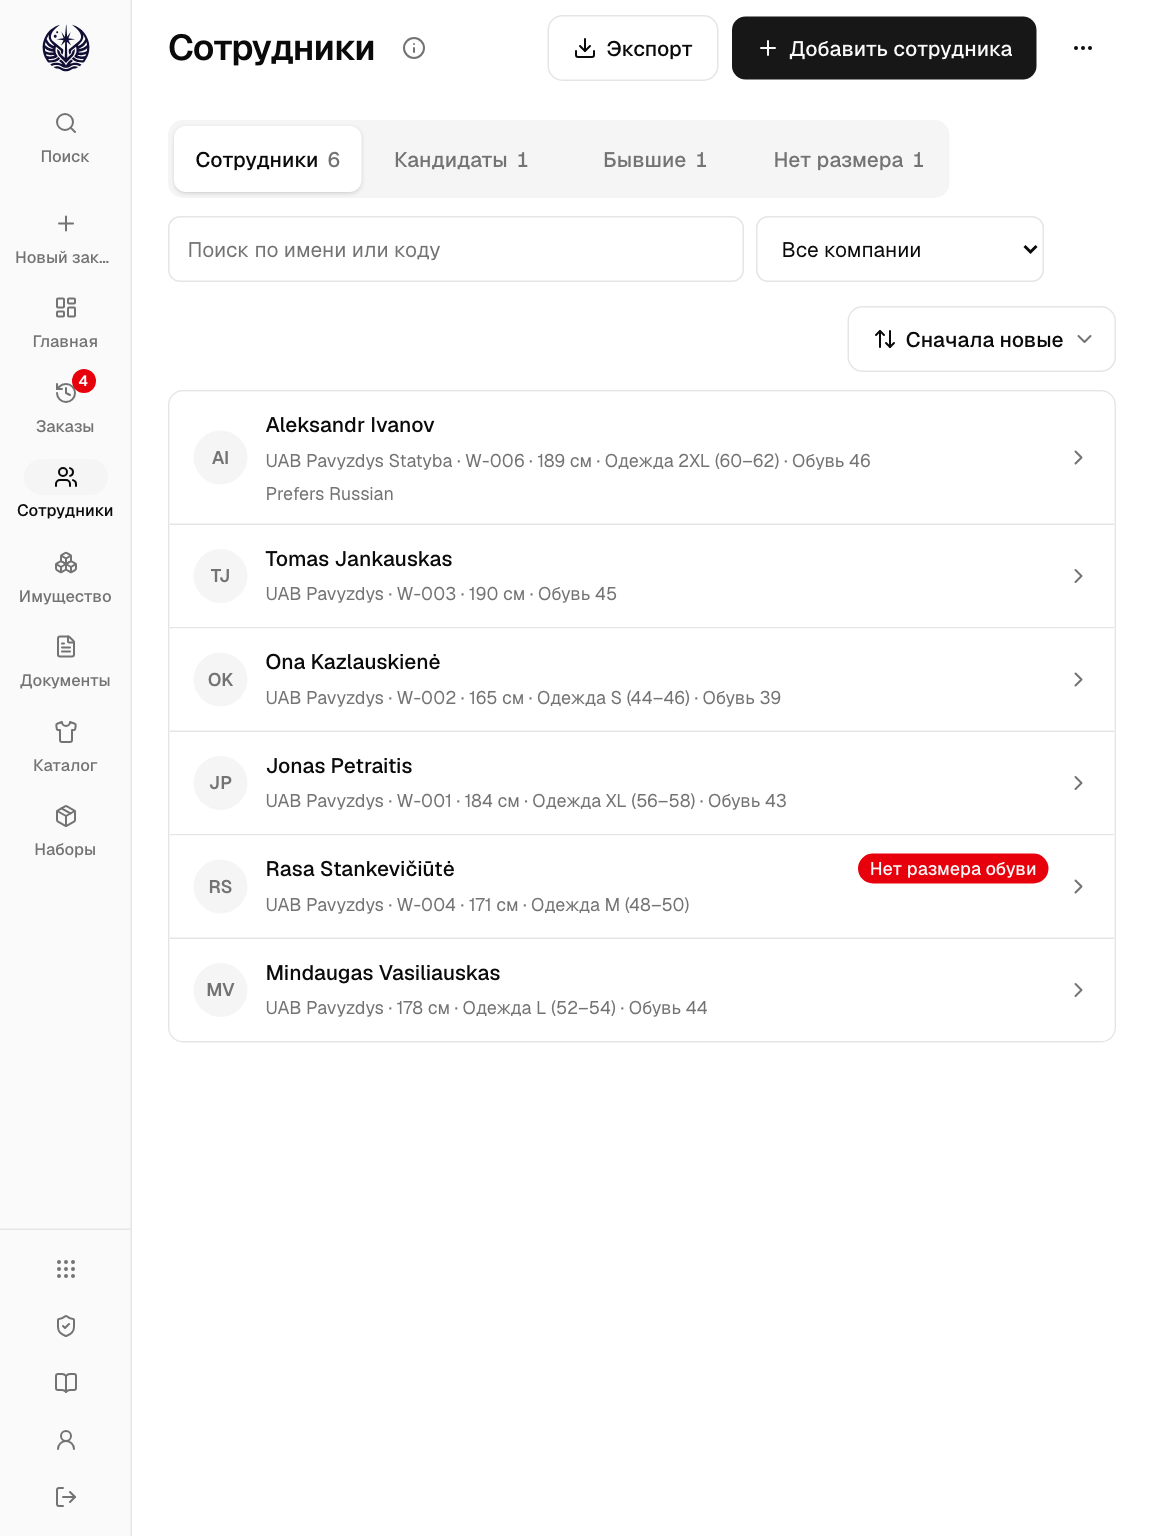 Сотрудники
Экспорт
Добавить сотрудника
Поиск
Новый зак...
Главная
4
Заказы
Сотрудники
Имущество
Документы
Каталог
Наборы
Сотрудники 6
Кандидаты 1
Бывшие 1
Нет размера 1
Поиск по имени или коду
Все компании
Сначала новые
AI
Aleksandr Ivanov
UAB Pavyzdys Statyba · W-006 · 189 см · Одежда 2XL (60–62) · Обувь 46
Prefers Russian
TJ
Tomas Jankauskas
UAB Pavyzdys · W-003 · 190 см · Обувь 45
OK
Ona Kazlauskienė
UAB Pavyzdys · W-002 · 165 см · Одежда S (44–46) · Обувь 39
JP
Jonas Petraitis
UAB Pavyzdys · W-001 · 184 см · Одежда XL (56–58) · Обувь 43
RS
Rasa Stankevičiūtė
Нет размера обуви
UAB Pavyzdys · W-004 · 171 см · Одежда M (48–50)
MV
Mindaugas Vasiliauskas
UAB Pavyzdys · 178 см · Одежда L (52–54) · Обувь 44